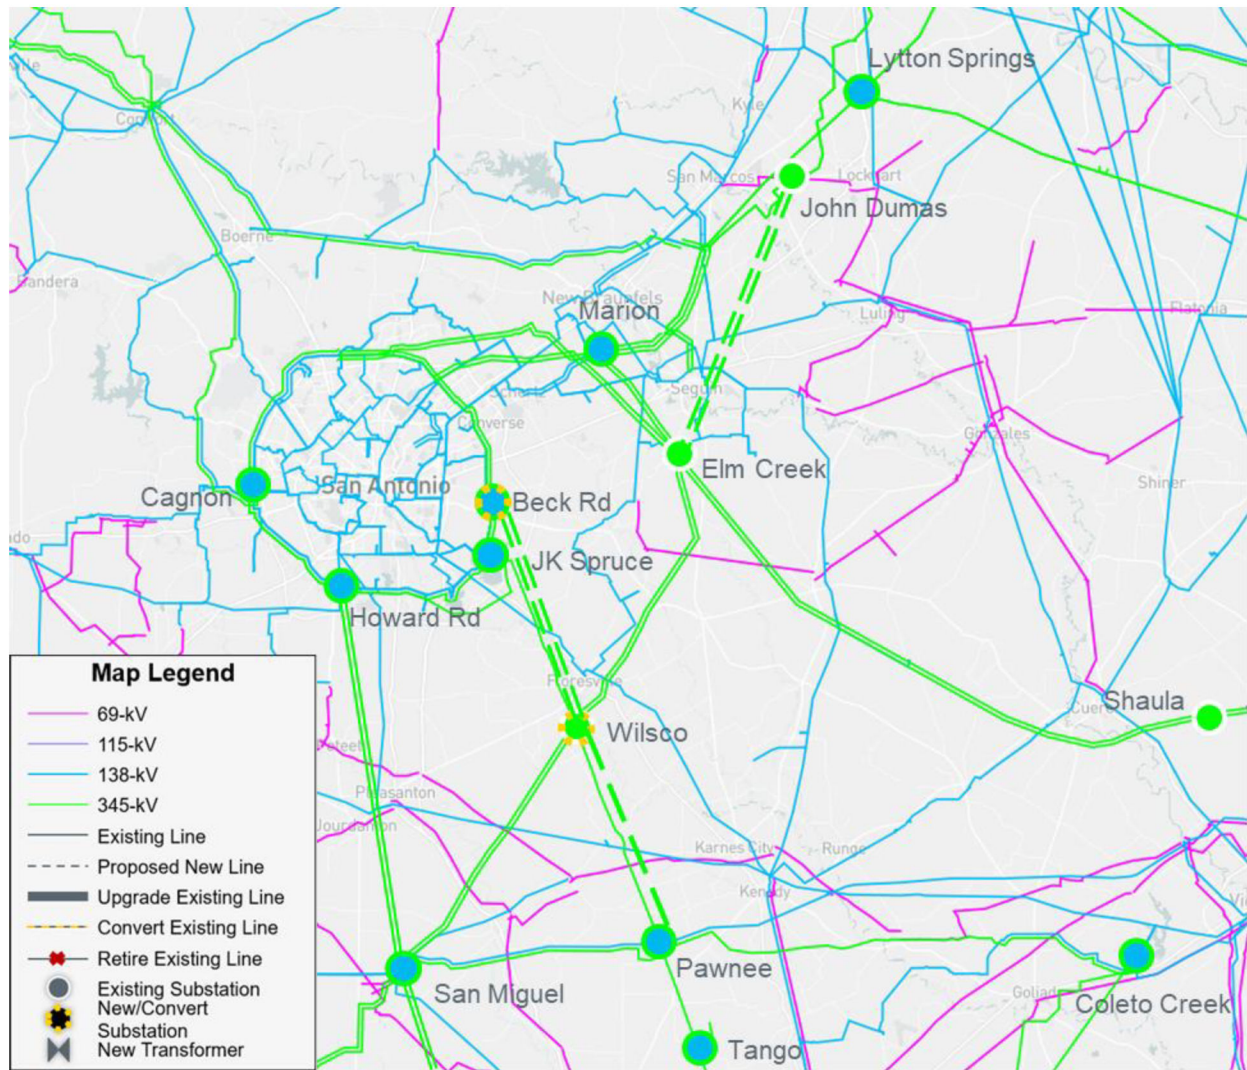 Lytton Springs
Comfort
Kyle
San Marcos
Lockhart
John Dumas
Boerne
Bandera
New Braunfels
Marion
Luling
Flatonia
Schertz
Seguin
Converse
Gonzales
Elm Creek
Cagnon
San Antonio
Beck Rd
Shiner
JK Spruce
Howard Rd
Floresville
Shaula
Cuero
Wilsco
Poteet
Pleasanton
Jourdanton
Karnes City
Runge
Kenedy
Pawnee
San Miguel
Goliad
Coleto Creek
Tango
Map Legend
69-kV
115-kV
138-kV
345-kV
Existing Line
Proposed New Line
Upgrade Existing Line
Convert Existing Line
Retire Existing Line
Existing Substation
New/Convert
Substation
New Transformer